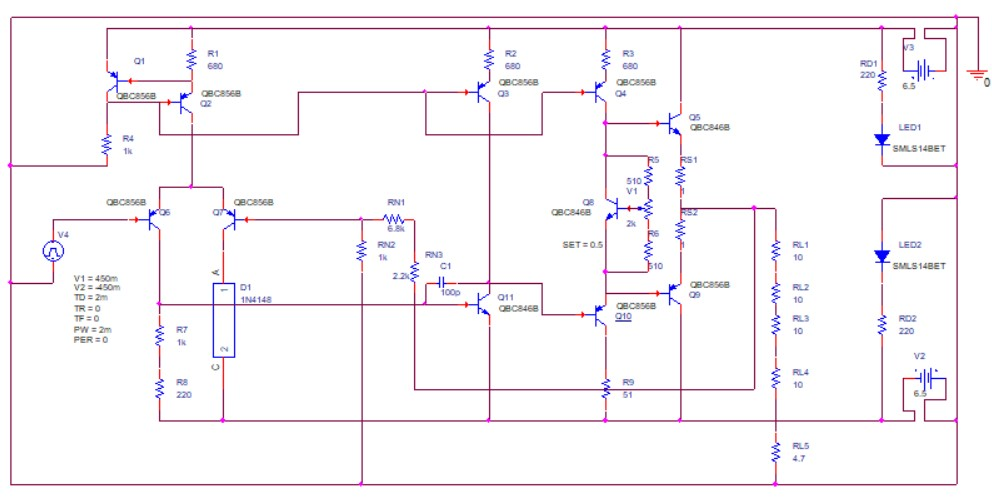 R1
680
R2
680
R3
680
V3
6.5
0
Q1
QBC856B
QBC856B
Q2
QBC856B
Q3
QBC856B
Q4
RD1
220
R4
1k
Q5
QBC846B
LED1
SMLS14BET
R5
510
RS1
1
V1
2k
QBC856B
Q6
QBC856B
Q7
RN1
6.8k
Q8
QBC846B
RS2
1
V4
RN2
1k
RN3
2.2k
SET = 0.5
R6
510
RL1
10
LED2
SMLS14BET
V1 = 450m
V2 = -450m
TD = 2m
TR = 0
TF = 0
PW = 2m
PER = 0
A
1
D1
1N4148
2
C
C1
100p
Q11
QBC846B
QBC856B
Q10
QBC856B
Q9
RL2
10
RL3
10
RD2
220
R7
1k
R8
220
R9
51
RL4
10
V2
6.5
RL5
4.7